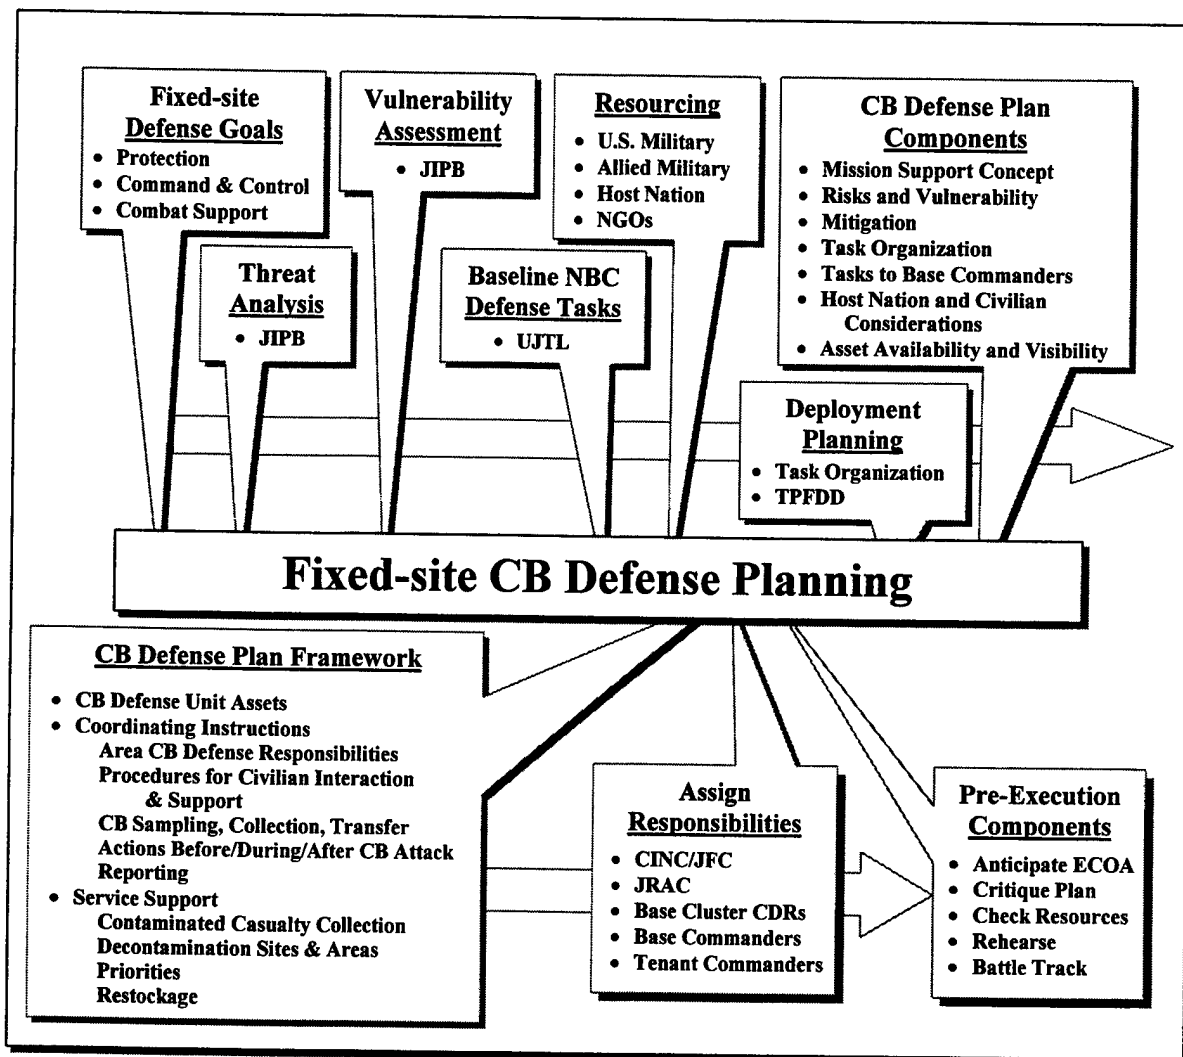 Fixed-site
Defense Goals
• Protection
• Command & Control
• Combat Support
Vulnerability
Assessment
• JIPB
Resourcing
• U.S. Military
• Allied Military
• Host Nation
• NGOs
CB Defense Plan
Components
• Mission Support Concept
• Risks and Vulnerability
• Mitigation
• Task Organization
• Tasks to Base Commanders
• Host Nation and Civilian
Considerations
• Asset Availability and Visibility
Threat
Analysis
• JIPB
Baseline NBC
Defense Tasks
• UJTL
Deployment
Planning
• Task Organization
• TPFDD
Fixed-site CB Defense Planning
CB Defense Plan Framework
• CB Defense Unit Assets
• Coordinating Instructions
Area CB Defense Responsibilities
Procedures for Civilian Interaction
& Support
CB Sampling, Collection, Transfer
Actions Before/During/After CB Attack
Reporting
• Service Support
Contaminated Casualty Collection
Decontamination Sites & Areas
Priorities
Restockage
Assign
Responsibilities
• CINC/JFC
• JRAC
• Base Cluster CDRs
• Base Commanders
• Tenant Commanders
Pre-Execution
Components
• Anticipate ECOA
• Critique Plan
• Check Resources
• Rehearse
• Battle Track